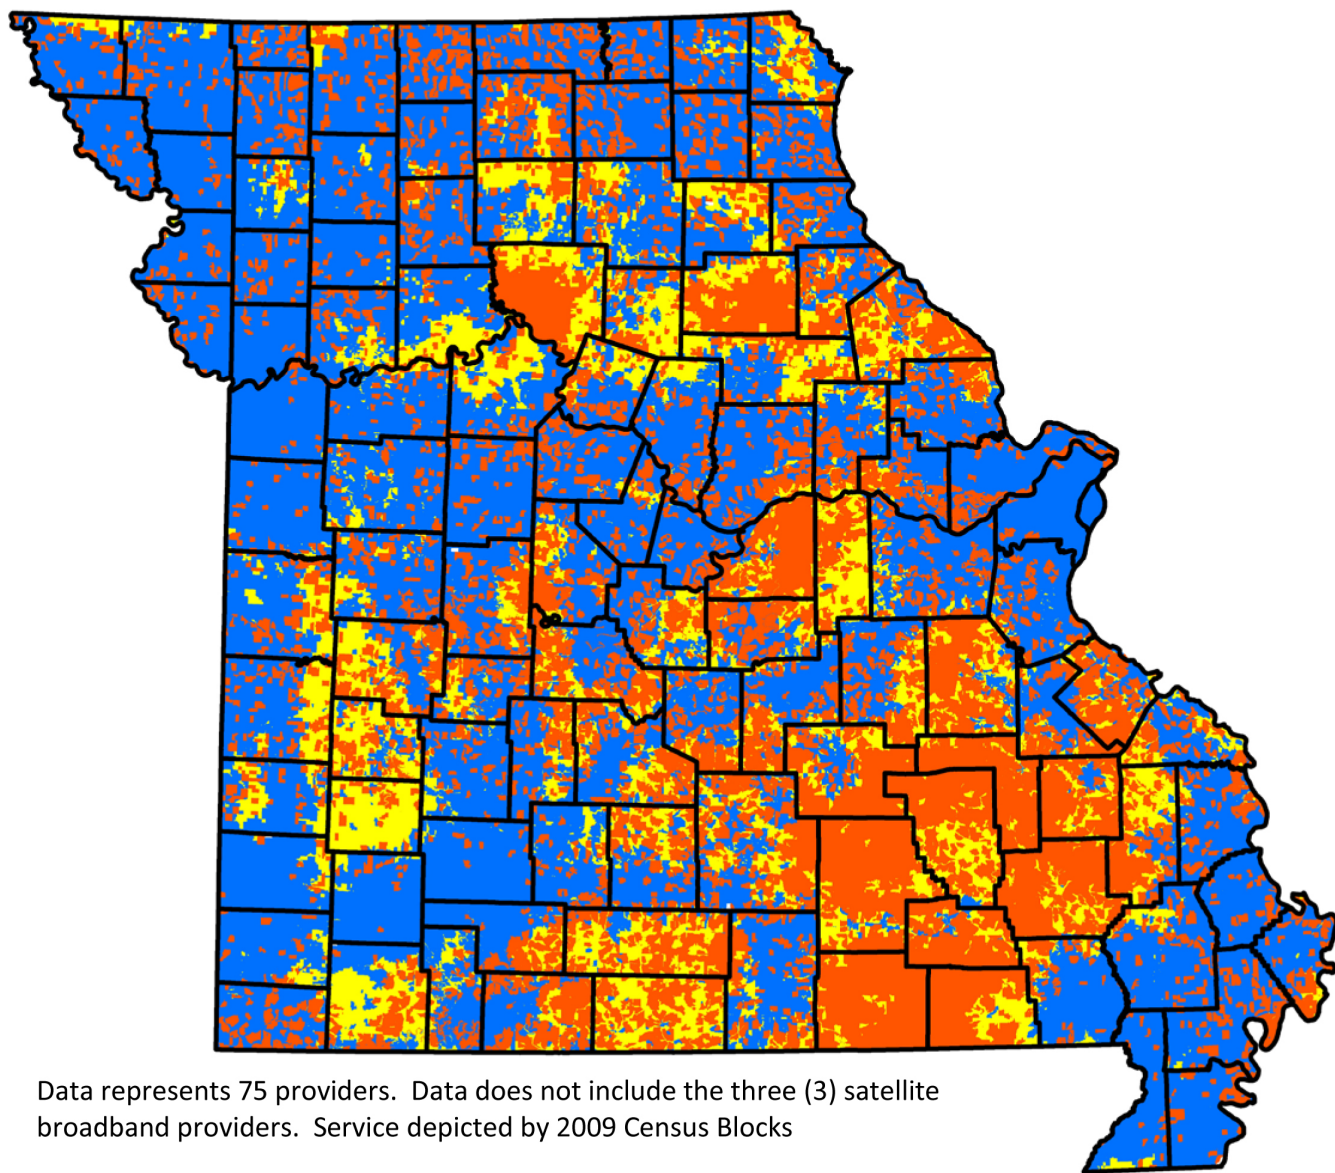 Data represents 75 providers.  Data does not include the three (3) satellite
broadband providers.  Service depicted by 2009 Census Blocks